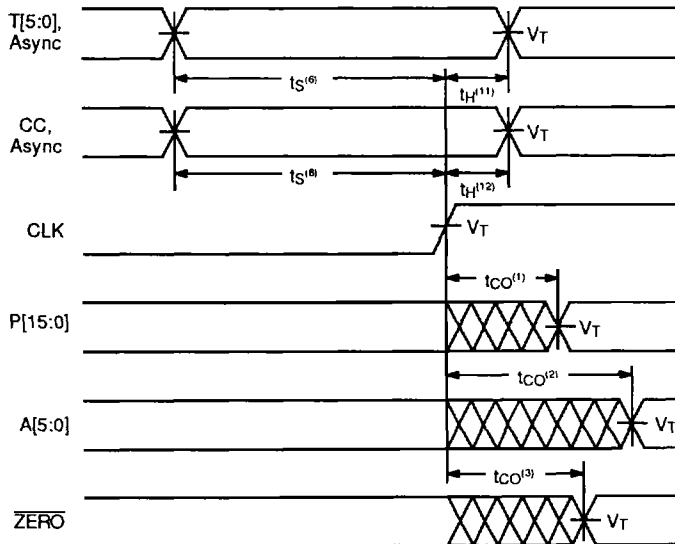 T[5:0],
Async
VT
tS(6)
tH(11)
CC,
Async
VT
tS(8)
tH(12)
CLK
VT
tCO(1)
P[15:0]
VT
tCO(2)
A[5:0]
VT
tCO(3)
ZERO
VT